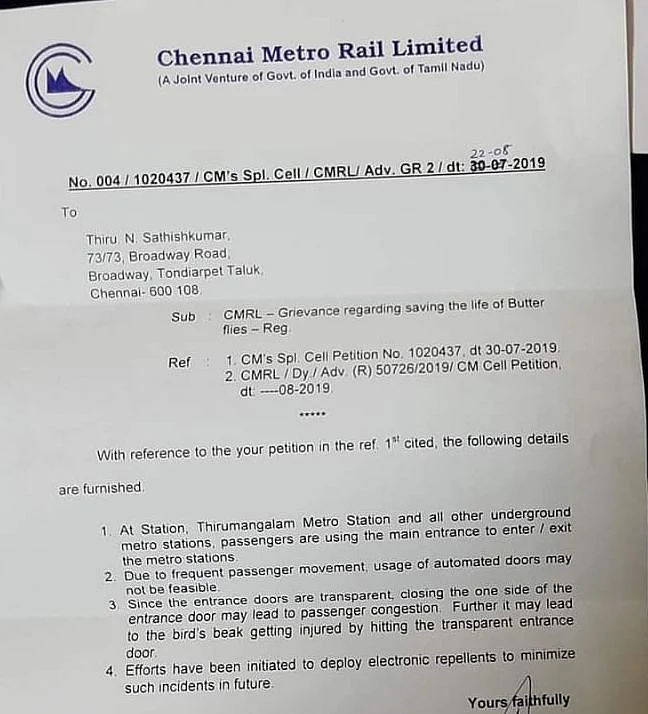 Chennai Metro Rail Limited
(A Joint Venture of Govt. of India and Govt. of Tamil Nadu)
22-08
No. 004 / 1020437 / CM's Spl. Cell / CMRL/ Adv. GR 2 / dt: 30-07-2019
To
Thiru. N. Sathishkumar,
73/73, Broadway Road,
Broadway, Tondiarpet Taluk,
Chennai- 600 108.
Sub : CMRL – Grievance regarding saving the life of Butter
flies – Reg.
Ref : 1. CM's Spl. Cell Petition No. 1020437, dt 30-07-2019.
2. CMRL / Dy./ Adv. (R) 50726/2019/ CM Cell Petition,
dt: ----08-2019.
*****
With reference to the your petition in the ref. 1st cited, the following details
are furnished.
1. At Station, Thirumangalam Metro Station and all other underground
metro stations, passengers are using the main entrance to enter / exit
the metro stations.
2. Due to frequent passenger movement, usage of automated doors may
not be feasible.
3. Since the entrance doors are transparent, closing the one side of the
entrance door may lead to passenger congestion. Further it may lead
to the bird's beak getting injured by hitting the transparent entrance
door.
4. Efforts have been initiated to deploy electronic repellents to minimize
such incidents in future.
Yours faithfully